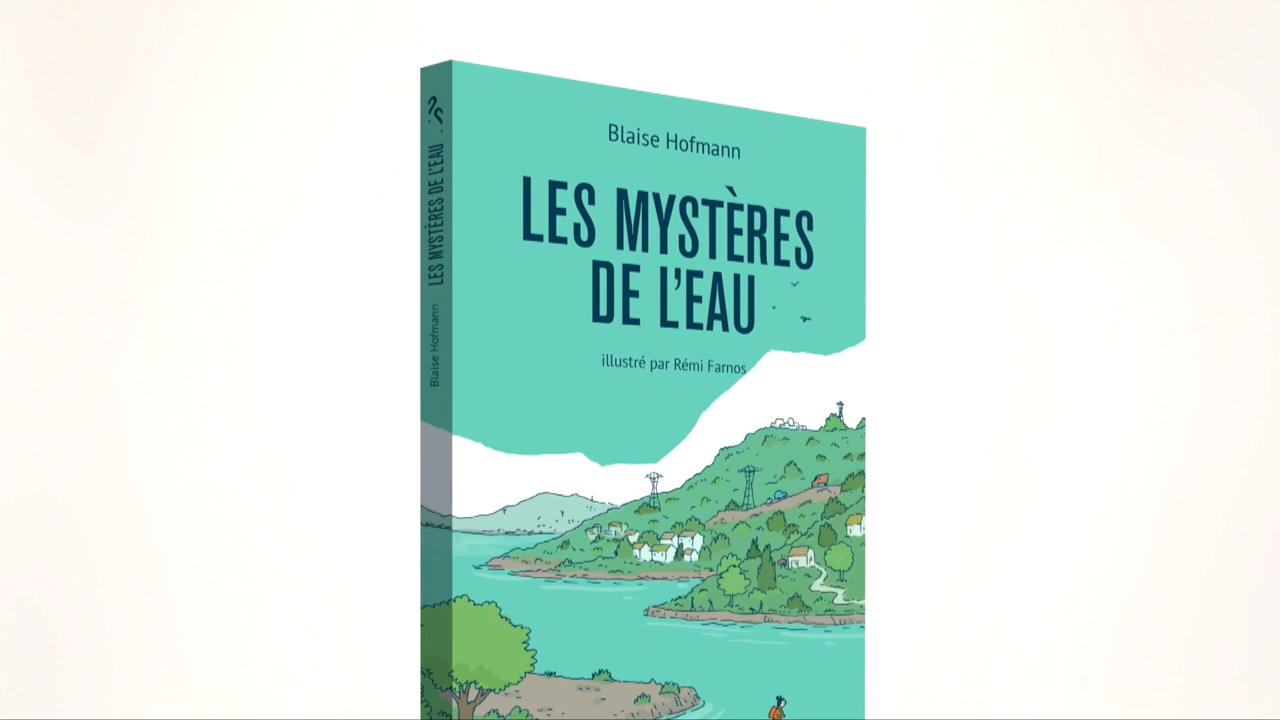 Blaise Hofmann
LES MYSTÈRES
DE L'EAU
illustré par Rémi Farnos
LES MYSTÈRES DE L'EAU
Blaise Hofmann